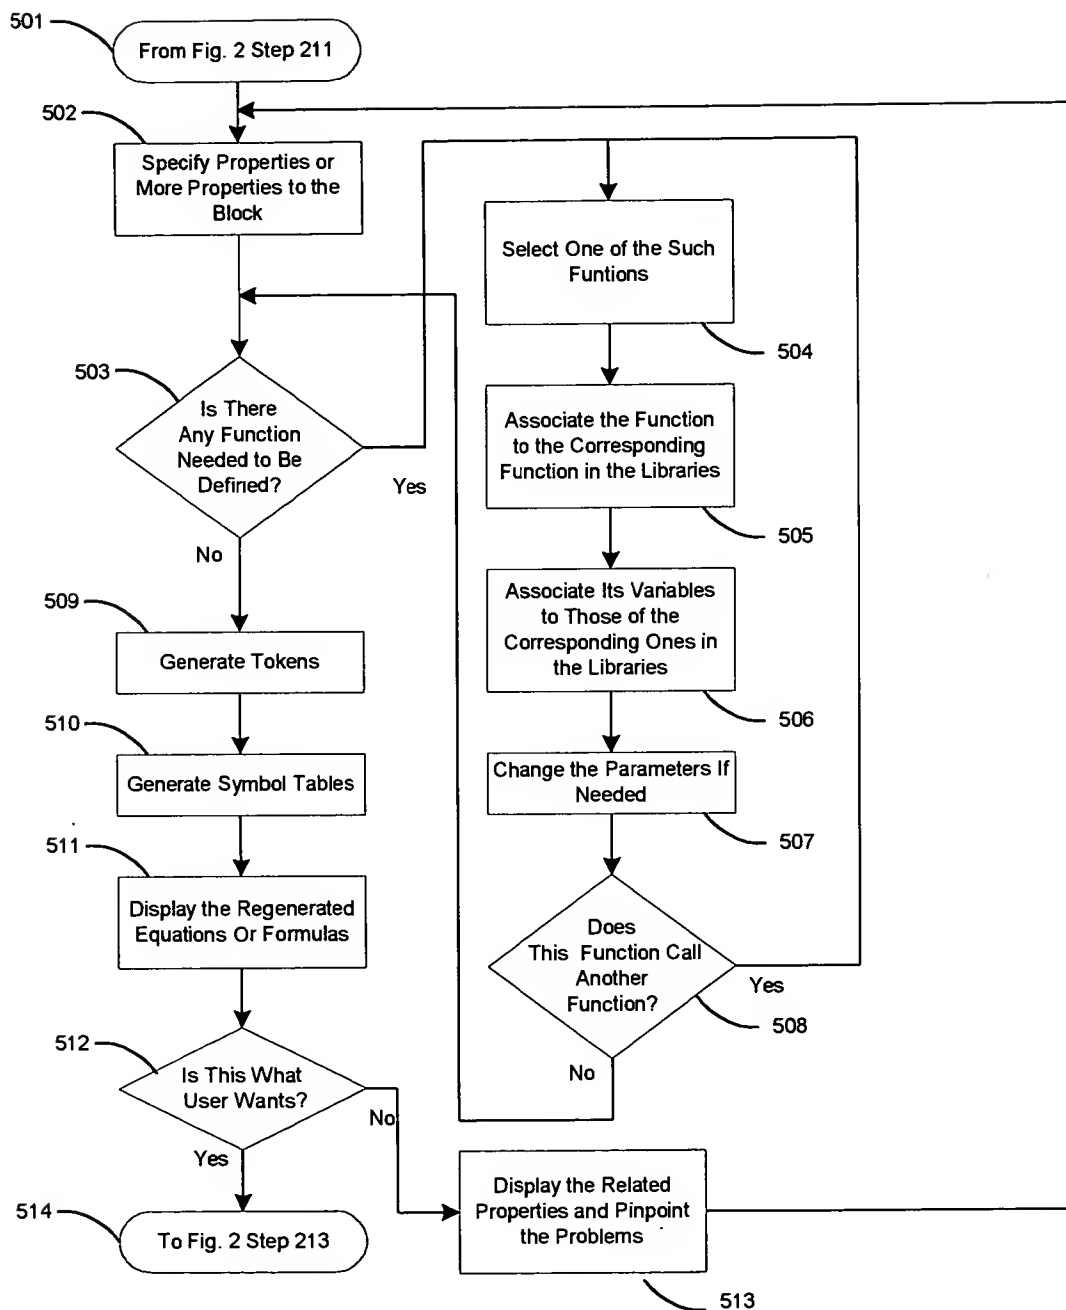 501
From Fig. 2 Step 211
502
Specify Properties or
More Properties to the
Block
503
Is There
Any Function
Needed to Be
Defined?
Yes
No
Select One of the Such
Funtions
504
Associate the Function
to the Corresponding
Function in the Libraries
505
Associate Its Variables
to Those of the
Corresponding Ones in
the Libraries
506
Change the Parameters If
Needed
507
Does
This Function Call
Another
Function?
Yes
508
No
509
Generate Tokens
510
Generate Symbol Tables
511
Display the Regenerated
Equations Or Formulas
512
Is This What
User Wants?
No
Yes
Display the Related
Properties and Pinpoint
the Problems
513
514
To Fig. 2 Step 213